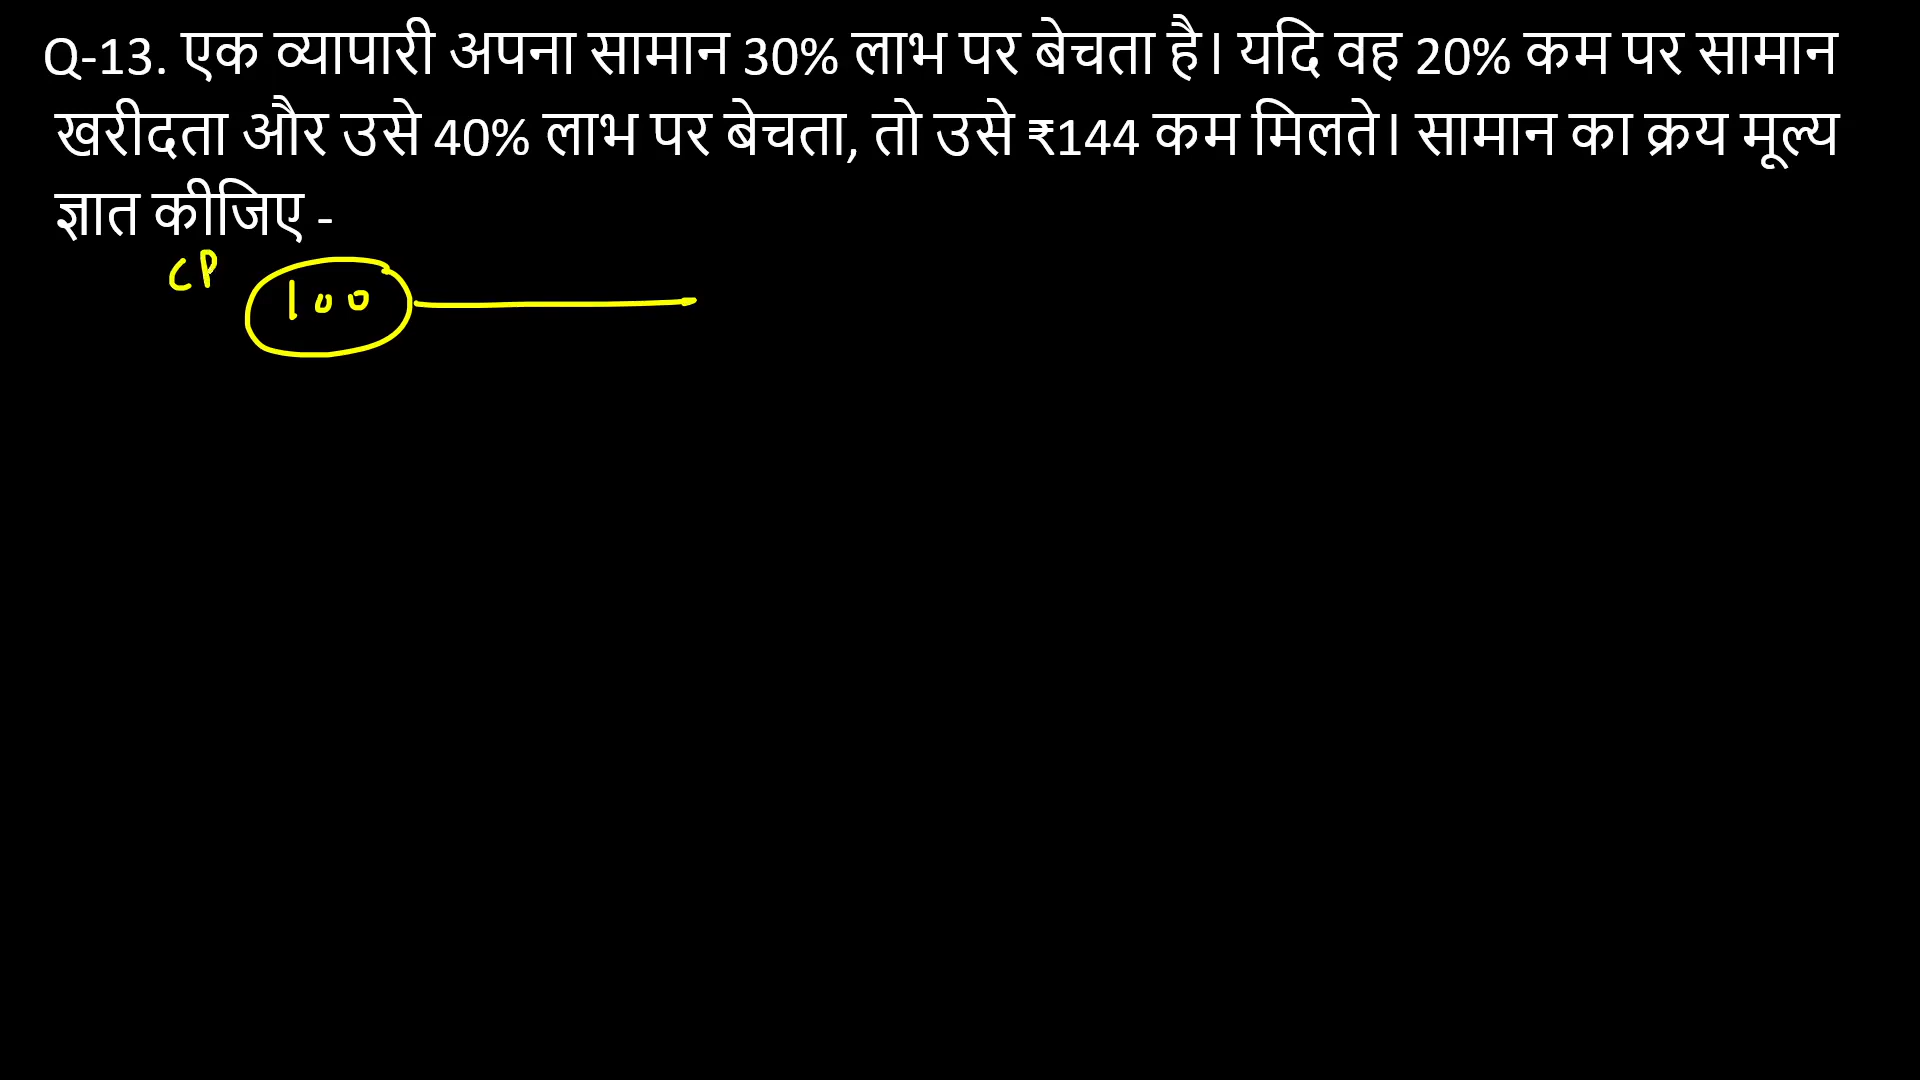 Q-13. एक व्यापारी अपना सामान 30% लाभ पर बेचता है। यदि वह 20% कम पर सामान
खरीदता और उसे 40% लाभ पर बेचता, तो उसे ₹144 कम मिलते। सामान का क्रय मूल्य
ज्ञात कीजिए -
CP
100